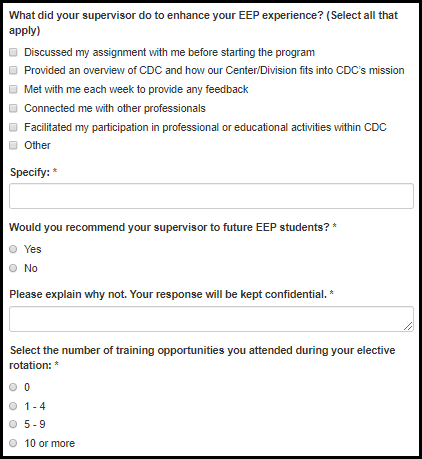 What did your supervisor do to enhance your EEP experience? (Select all that
apply)
Discussed my assignment with me before starting the program
Provided an overview of CDC and how our Center/Division fits into CDC's mission
Met with me each week to provide any feedback
Connected me with other professionals
Facilitated my participation in professional or educational activities within CDC
Other
Specify: *
Would you recommend your supervisor to future EEP students? *
Yes
No
Please explain why not. Your response will be kept confidential. *
Select the number of training opportunities you attended during your elective
rotation: *
0
1 - 4
5 - 9
10 or more